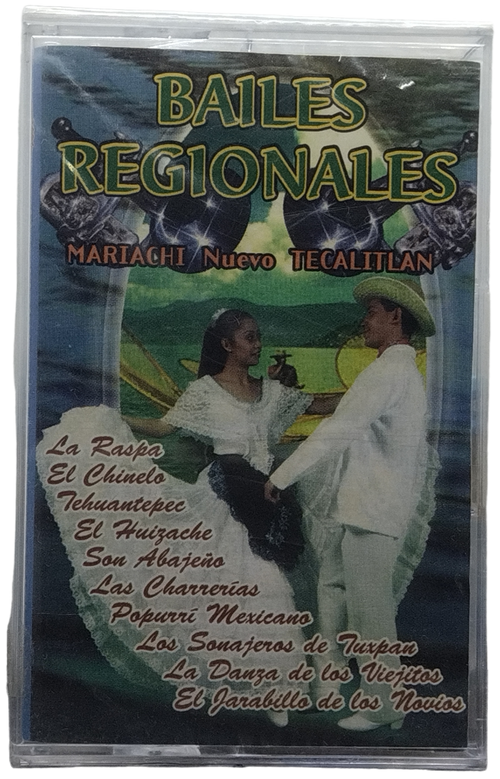 BAILES
REGIONALES
MARIACHI Nuevo TECALITLAN
La Raspa
El Chinelo
Tehuantepec
El Huizache
Son Abajeño
Las Charrerías
Popurrí Mexicano
Los Sonajeros de Tuxpan
La Danza de los Viejitos
El Jarabillo de los Novios